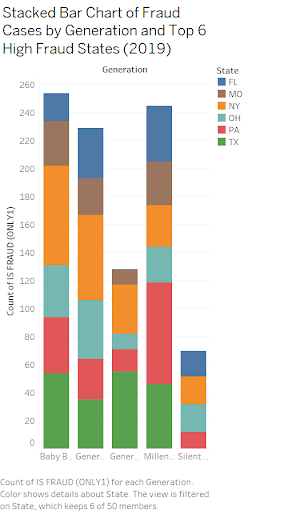 Stacked Bar Chart of Fraud
Cases by Generation and Top 6
High Fraud States (2019)
Generation
State
FL
MO
NY
OH
PA
TX
Count of IS FRAUD (ONLY1)
260
240
220
200
180
160
140
120
100
80
60
40
20
0
Baby B.. Gener.. Gener.. Millen.. Silent ..
Count of IS FRAUD (ONLY1) for each Generation.
Color shows details about State. The view is filtered
on State, which keeps 6 of 50 members.